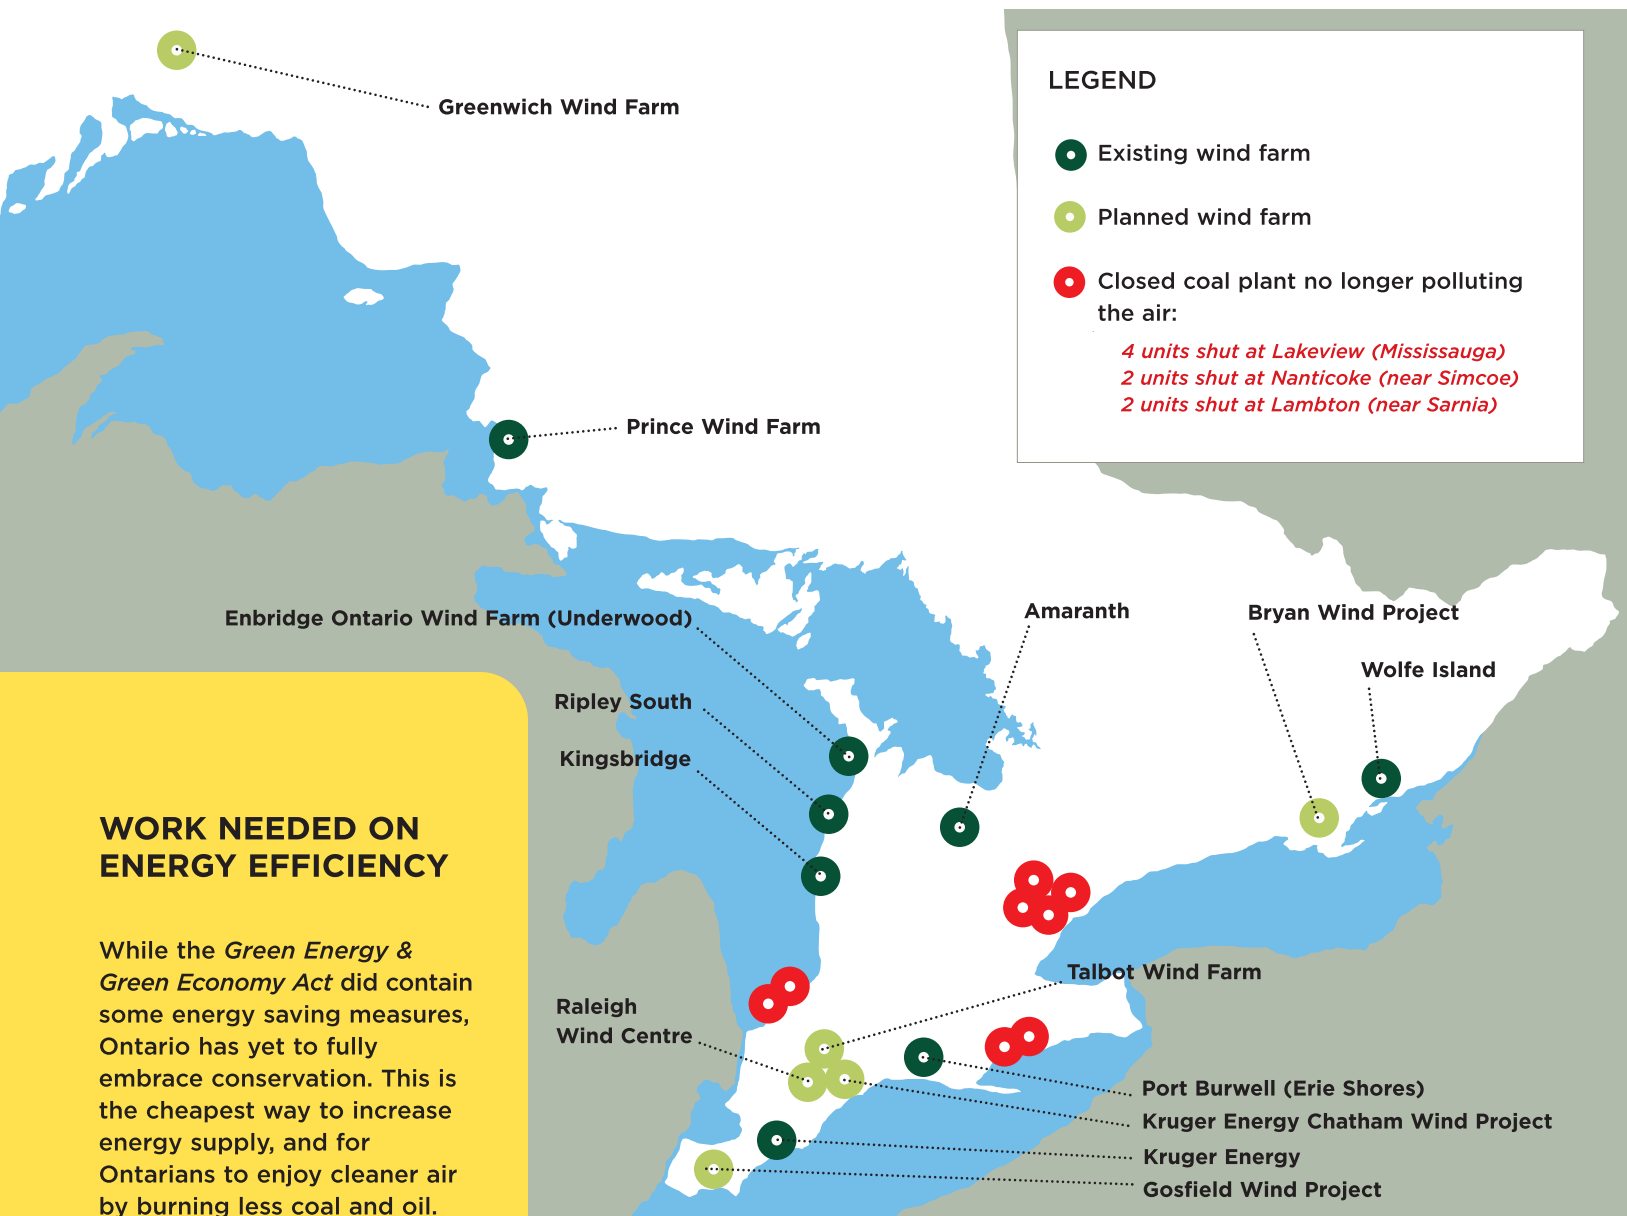 Greenwich Wind Farm
LEGEND
Existing wind farm
Planned wind farm
Closed coal plant no longer polluting
the air:
4 units shut at Lakeview (Mississauga)
2 units shut at Nanticoke (near Simcoe)
2 units shut at Lambton (near Sarnia)
Prince Wind Farm
Enbridge Ontario Wind Farm (Underwood)
Amaranth
Bryan Wind Project
Wolfe Island
Ripley South
Kingsbridge
Talbot Wind Farm
Raleigh
Wind Centre
Port Burwell (Erie Shores)
Kruger Energy Chatham Wind Project
Kruger Energy
Gosfield Wind Project
WORK NEEDED ON
ENERGY EFFICIENCY
While the Green Energy &
Green Economy Act did contain
some energy saving measures,
Ontario has yet to fully
embrace conservation. This is
the cheapest way to increase
energy supply, and for
Ontarians to enjoy cleaner air
by burning less coal and oil.